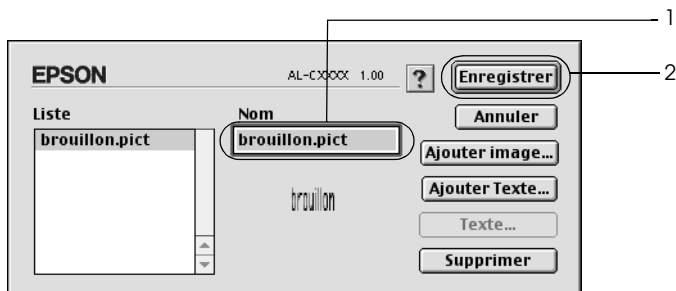 1
EPSON AL-CXXXX 1.00 ? Enregistrer 2
Liste Nom Annuler
brouillon.pict brouillon.pict
Ajouter image...
brouillon Ajouter Texte...
Texte...
Supprimer